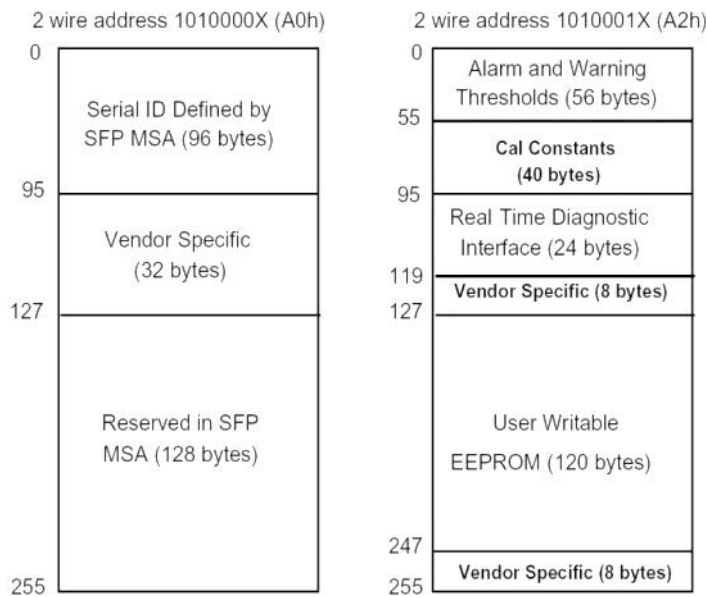 2 wire address 1010000X (A0h)
0
Serial ID Defined by
SFP MSA (96 bytes)
95
Vendor Specific
(32 bytes)
127
Reserved in SFP
MSA (128 bytes)
255
2 wire address 1010001X (A2h)
0
Alarm and Warning
Thresholds (56 bytes)
55
Cal Constants
(40 bytes)
95
Real Time Diagnostic
Interface (24 bytes)
119
Vendor Specific (8 bytes)
127
User Writable
EEPROM (120 bytes)
247
Vendor Specific (8 bytes)
255